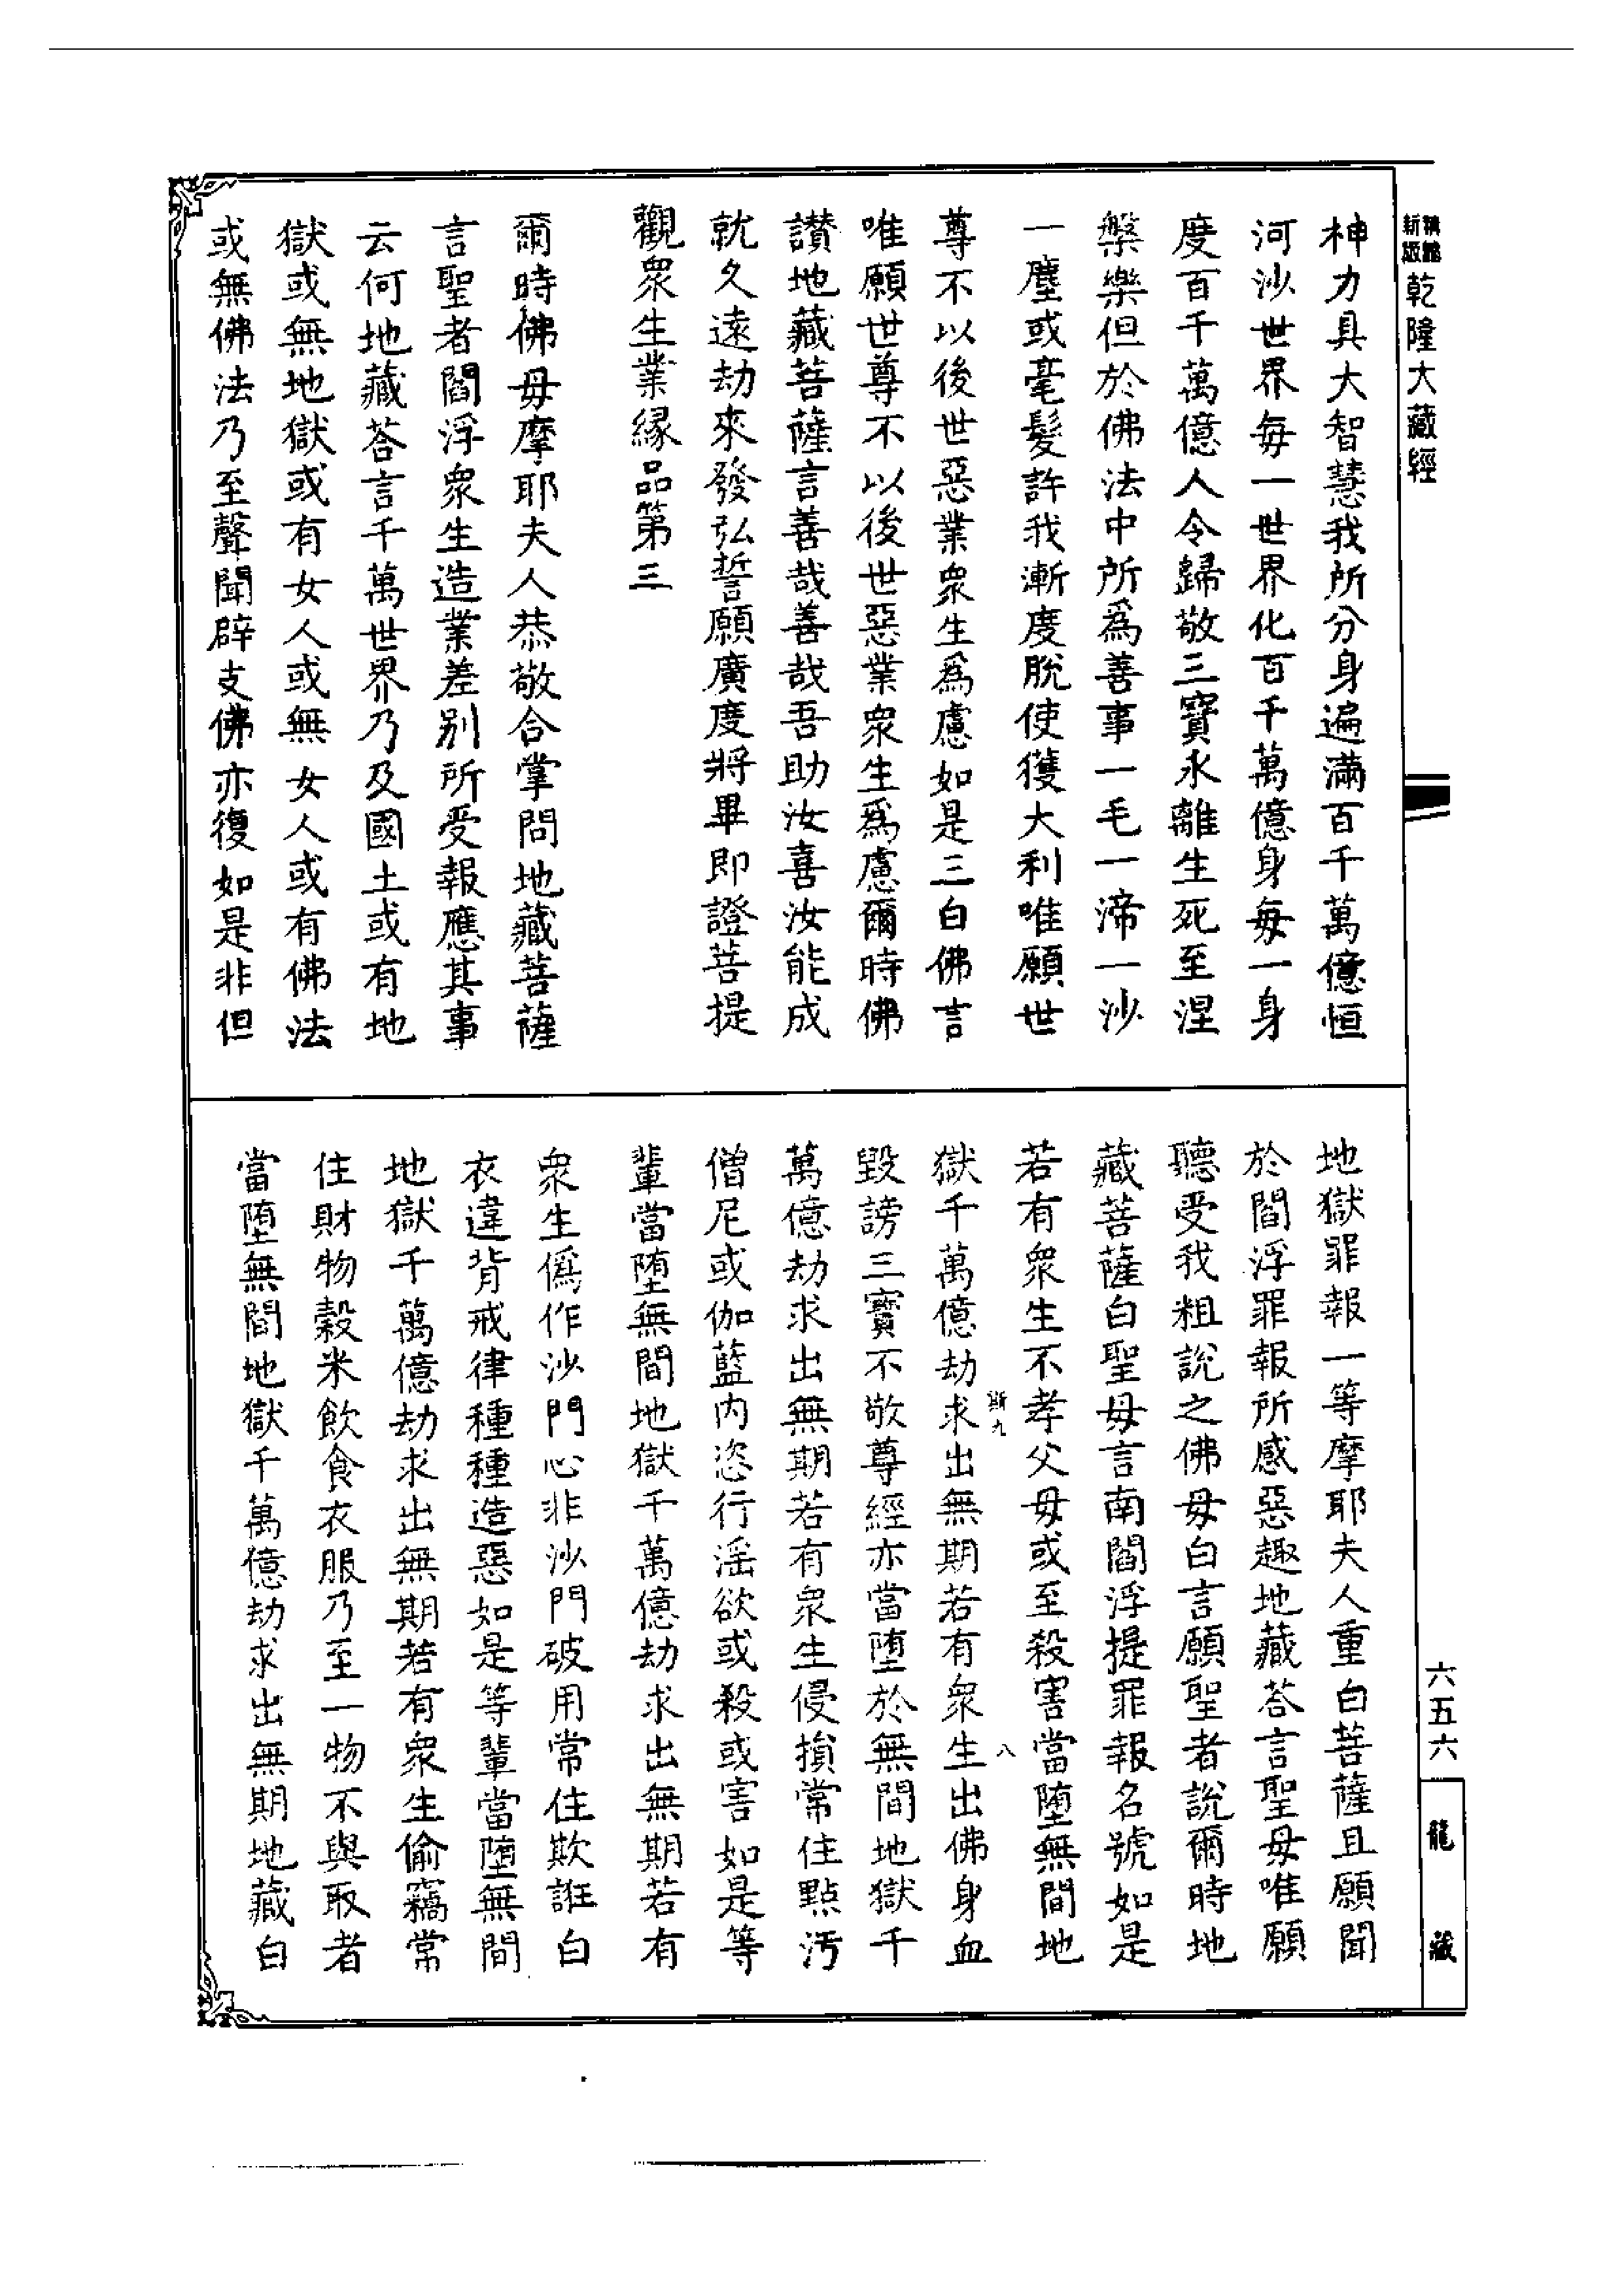 新版
精縮
乾隆大藏經
神力具大智慧我所分身遍滿百千萬億恒
河沙世界每一世界化百千萬億身每一身
度百千萬億人令歸敬三寶永離生死至涅
槃樂但於佛法中所爲善事一毛一渧一沙
一塵或毫髮許我漸度脫使獲大利唯願世
尊不以後世惡業眾生爲慮如是三白佛言
唯願世尊不以後世惡業眾生爲慮爾時佛
讃地藏菩薩言善哉善哉吾助汝喜汝能成
就久遠劫來發弘誓願廣度將畢即證菩提
觀眾生業緣品第三
爾時佛母摩耶夫人恭敬合掌問地藏菩薩
言聖者閻浮眾生造業差別所受報應其事
云何地藏荅言千萬世界乃及國土或有地
獄或無地獄或有女人或無女人或有佛法
或無佛法乃至聲聞辟支佛亦復如是非但
地獄罪報一等摩耶夫人重白菩薩且願聞
於閻浮罪報所感惡趣地藏荅言聖母唯願
聽受我粗說之佛母白言願聖者說爾時地
藏菩薩白聖母言南閻浮提罪報名號如是
若有眾生不孝父母或至殺害當堕無間地
獄千萬億劫求出無期若有眾生出佛身血
斯九
八
毀謗三寶不敬尊經亦當堕於無間地獄千
萬億劫求出無期若有眾生侵損常住點汚
僧尼或伽藍內恣行淫欲或殺或害如是等
輩當堕無間地獄千萬億劫求出無期若有
眾生僞作沙門心非沙門破用常住欺誑白
衣違背戒律種種造惡如是等輩當堕無間
地獄千萬億劫求出無期若有眾生偷竊常
住財物穀米飲食衣服乃至一物不與取者
當堕無間地獄千萬億劫求出無期地藏白
六五六
龍藏